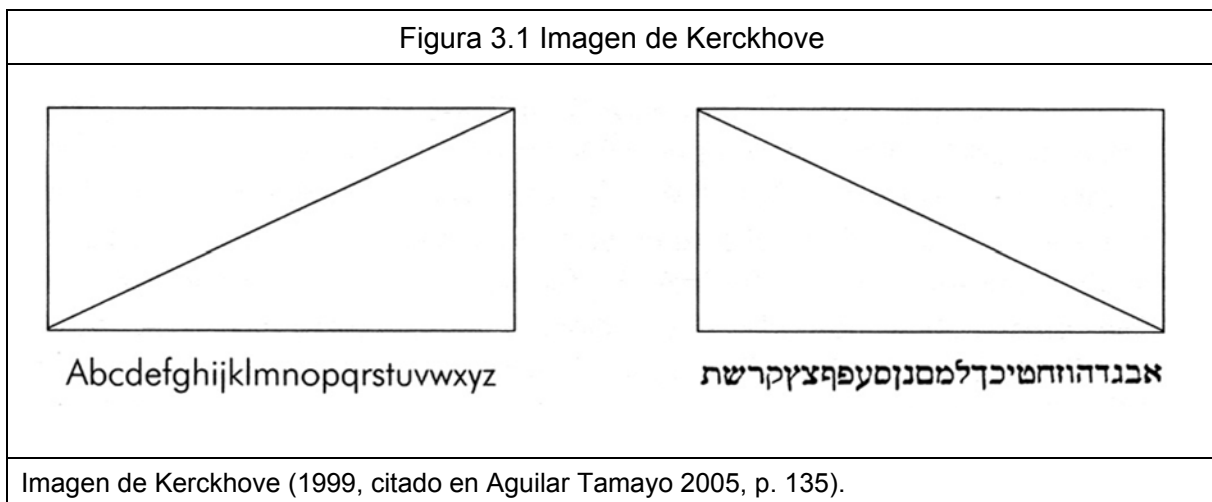 Figura 3.1 Imagen de Kerckhove
Abcdefghijklmnopqrstuvwxyz
אבגדהוזחטיכךלמםנןסעפףצץקרשת
Imagen de Kerckhove (1999, citado en Aguilar Tamayo 2005, p. 135).